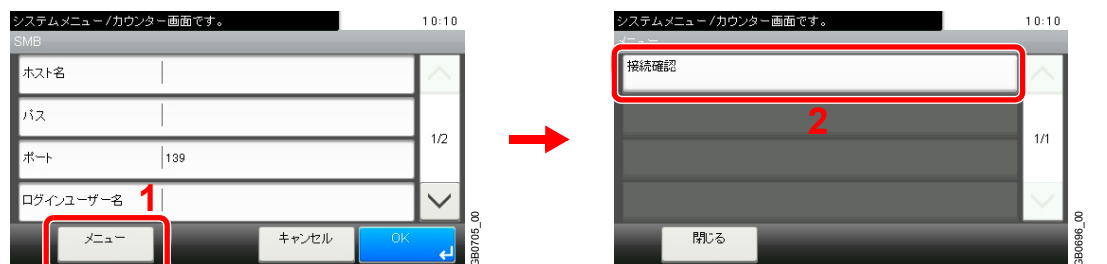 システムメニュー/カウンター画面です。 10:10
SMB
ホスト名
パス
ポート 139
ログインユーザー名
1/2
1
メニュー キャンセル OK
GB0705_00
システムメニュー/カウンター画面です。 10:10
メニュー
接続確認
2
1/1
閉じる
GB0696_00